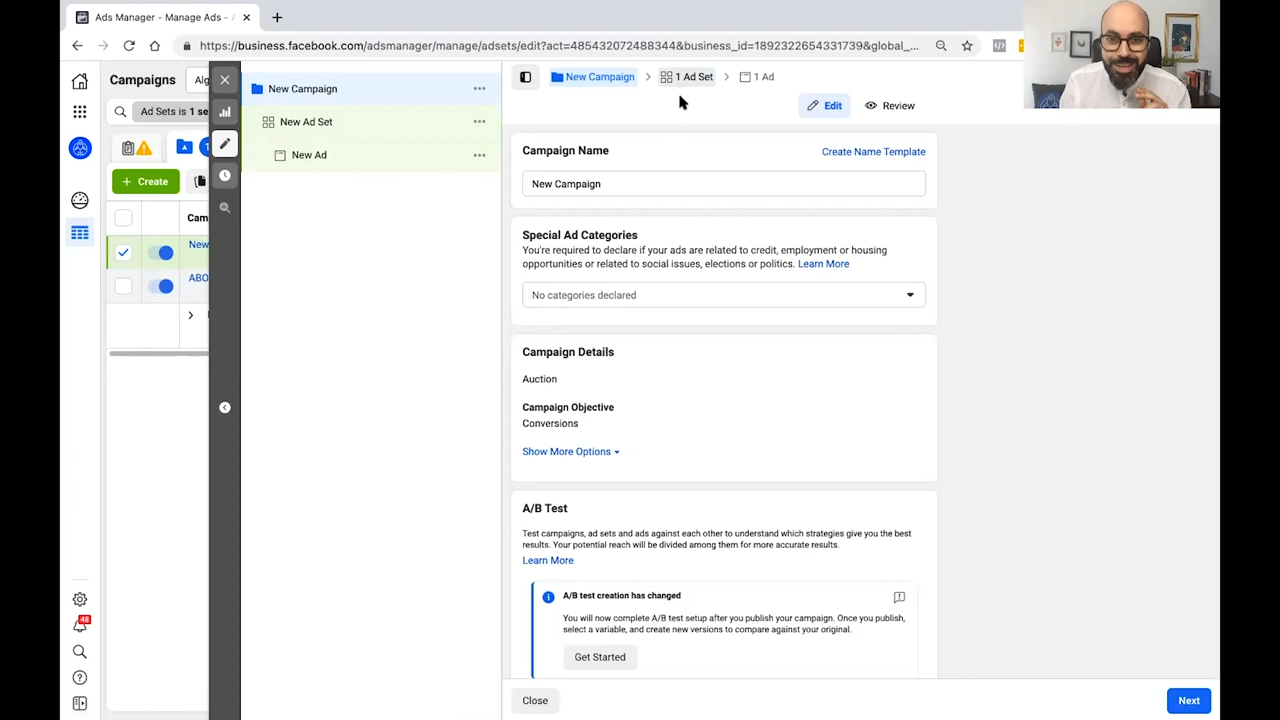 Ads Manager - Manage Ads - A
https://business.facebook.com/adsmanager/manage/adsets/edit?act=485432072488344&business_id=1892322654331739&global_...
Campaigns
Alg
Ad Sets is 1 se
1
+ Create
Cam
New
ABO
48
New Campaign
New Ad Set
New Ad
New Campaign
1 Ad Set
1 Ad
Edit
Review
Campaign Name
Create Name Template
New Campaign
Special Ad Categories
You're required to declare if your ads are related to credit, employment or housing
opportunities or related to social issues, elections or politics. Learn More
No categories declared
Campaign Details
Auction
Campaign Objective
Conversions
Show More Options
A/B Test
Test campaigns, ad sets and ads against each other to understand which strategies give you the best
results. Your potential reach will be divided among them for more accurate results.
Learn More
A/B test creation has changed
You will now complete A/B test setup after you publish your campaign. Once you publish,
select a variable, and create new versions to compare against your original.
Get Started
Close
Next